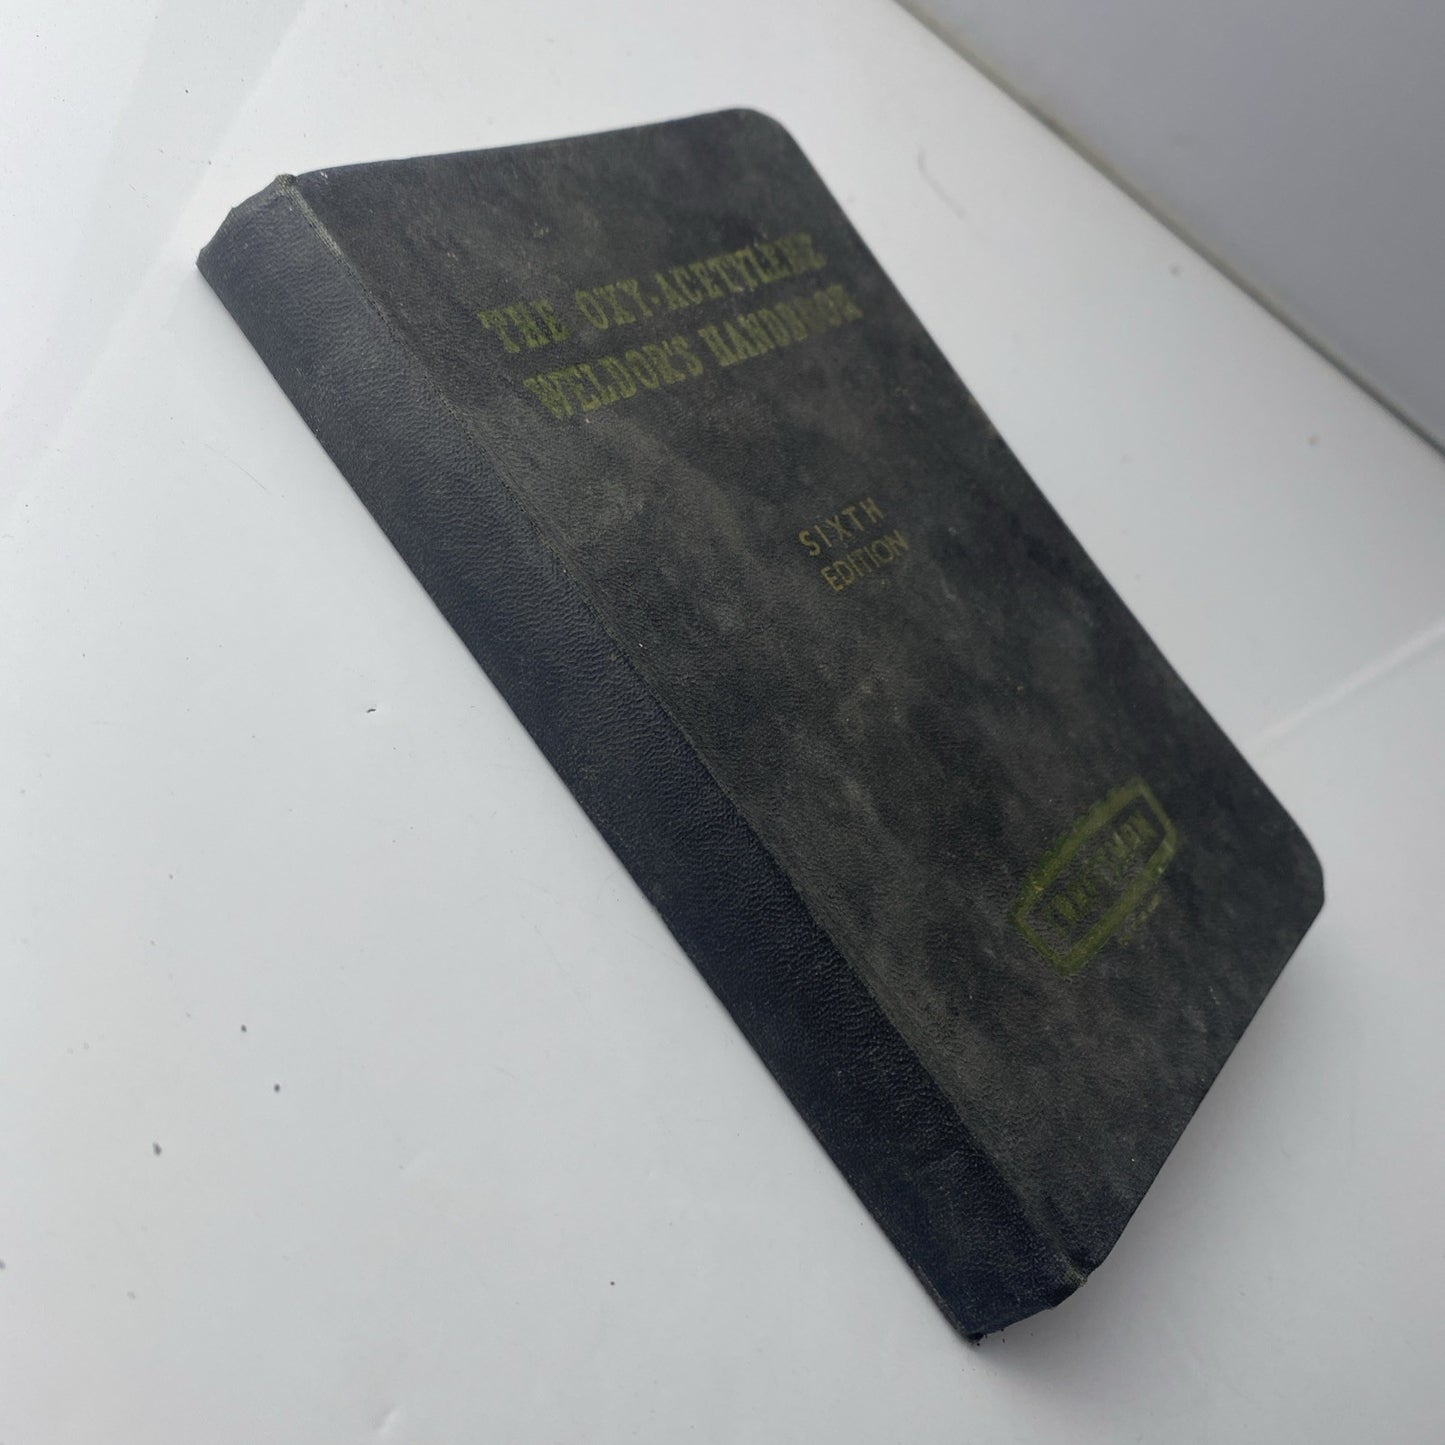 THE OXY-ACETYLENE
WELDOR'S HANDBOOK
SIXTH
EDITION